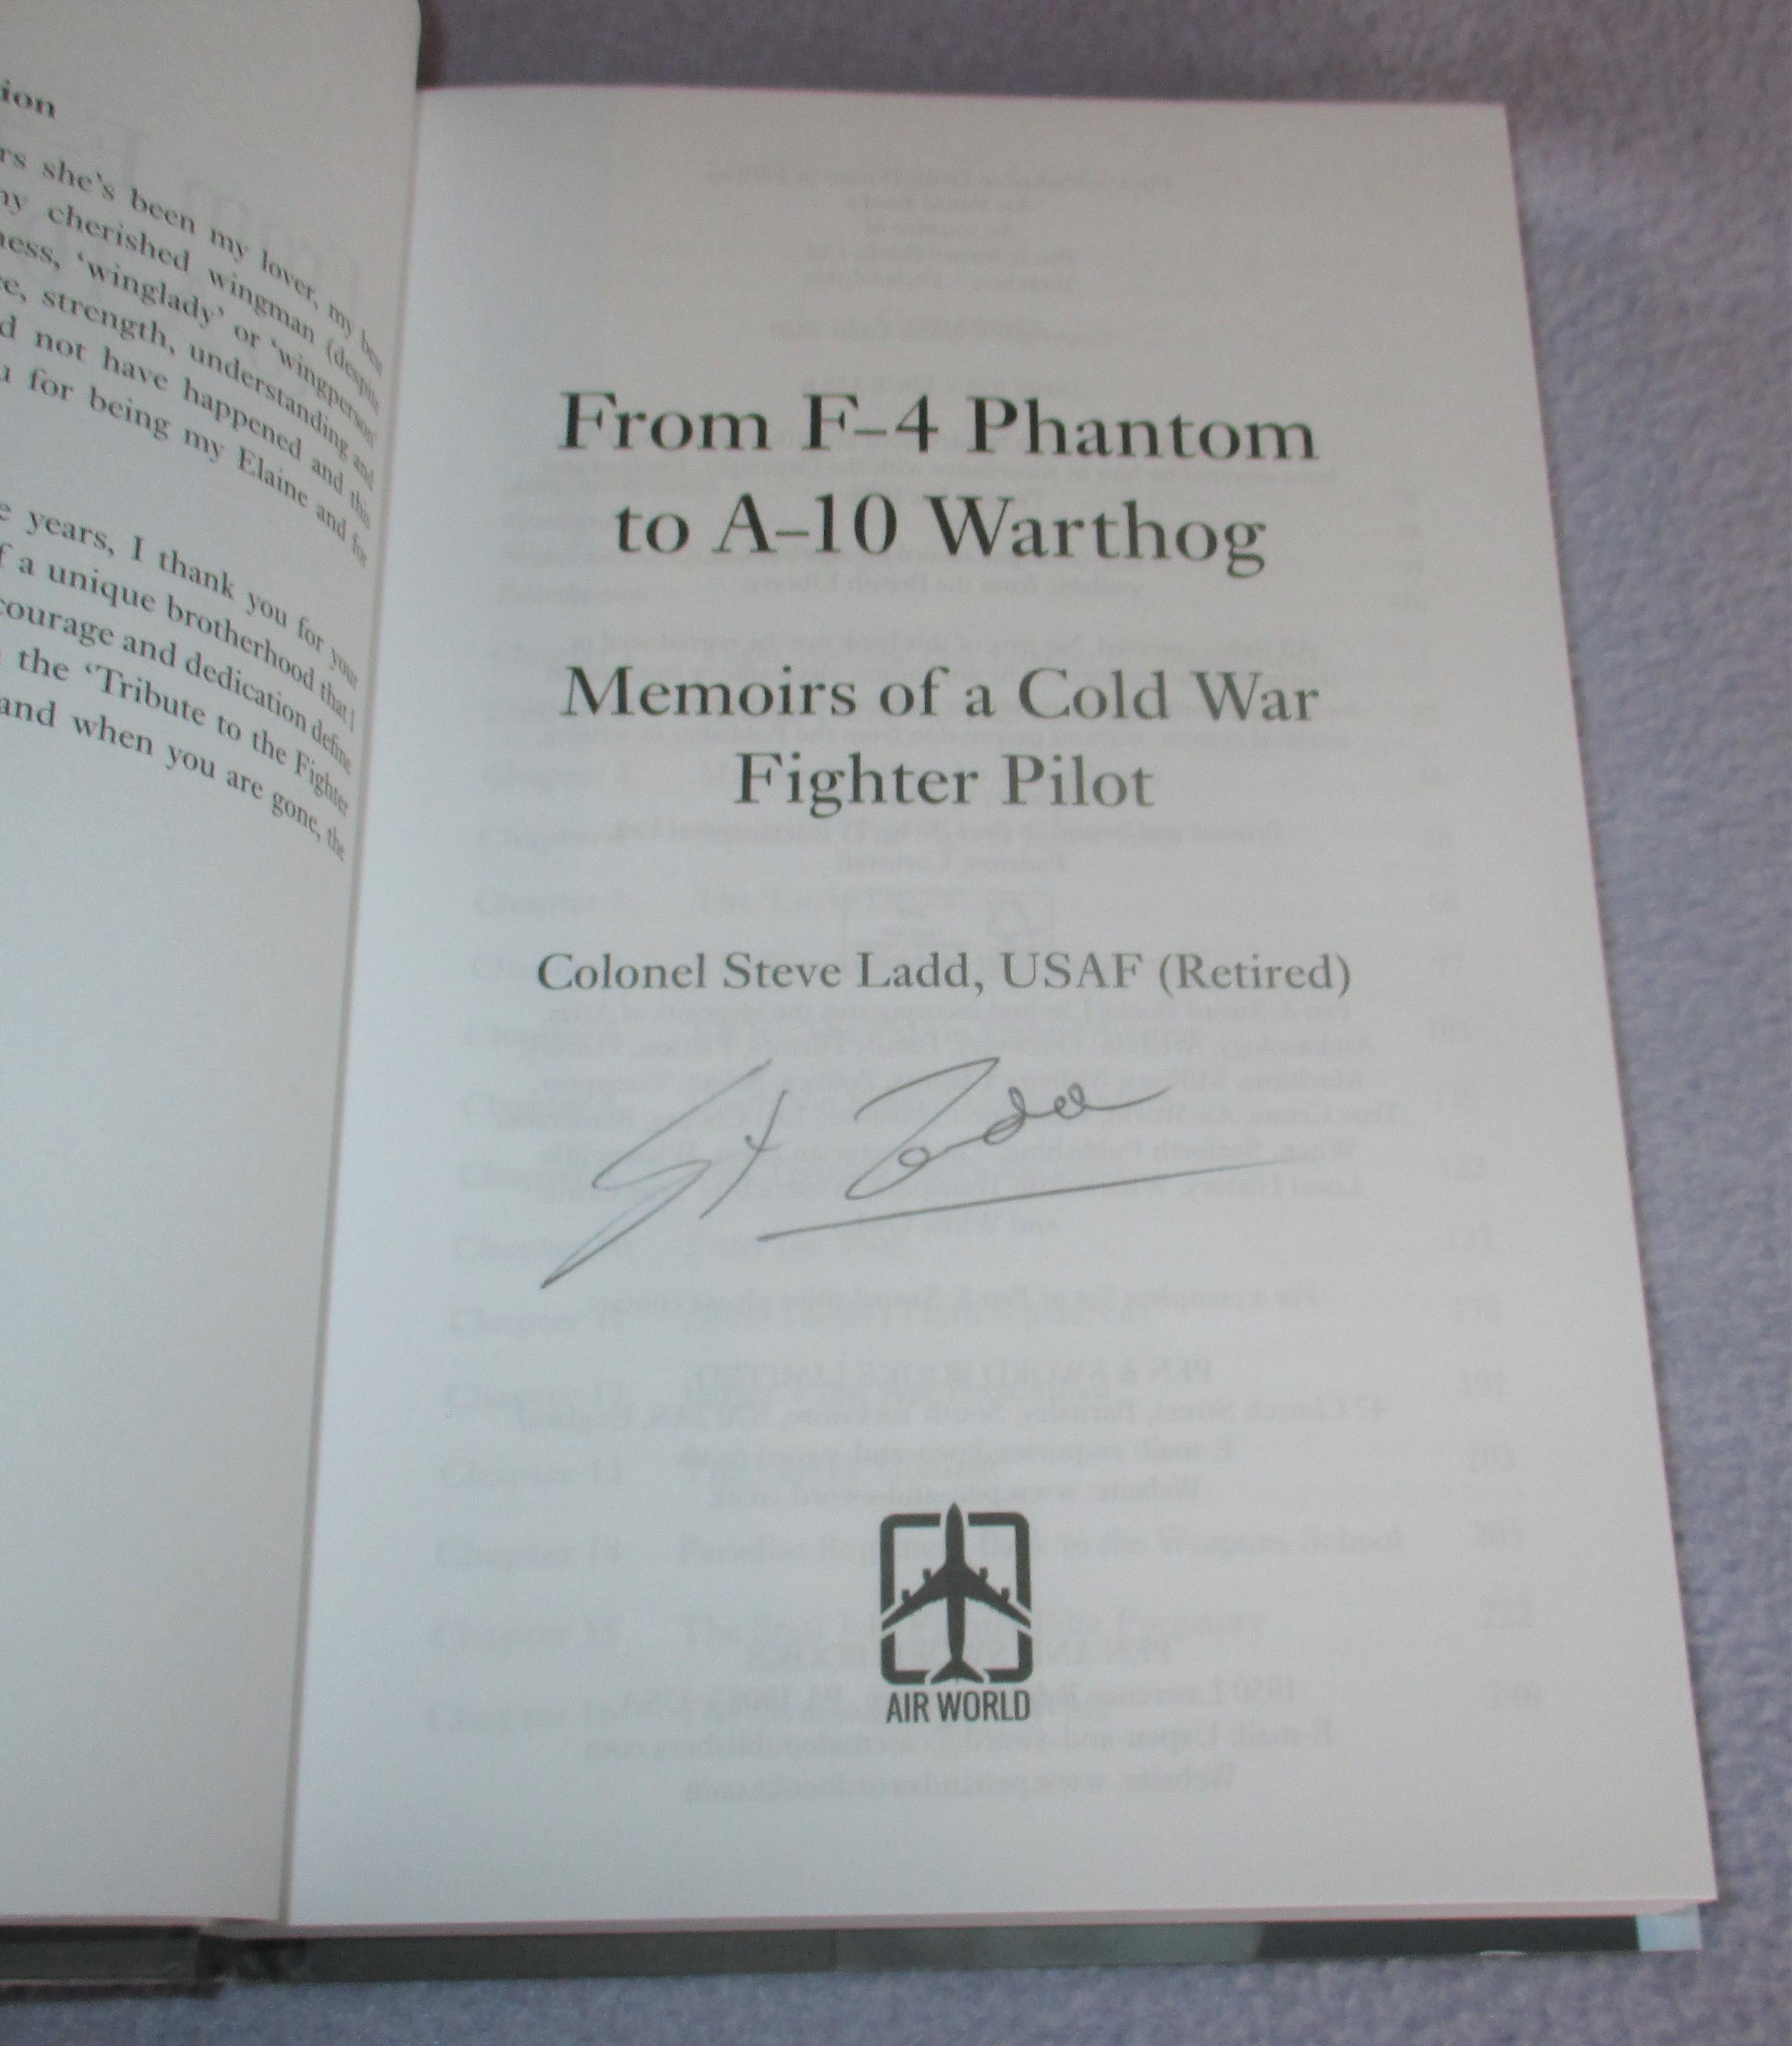 ion
rs she's been my lover, my best
my cherished wingman (despite
ness, 'winglady' or 'wingperson'
e, strength, understanding and
d not have happened and this
u for being my Elaine and for
e years, I thank you for your
f a unique brotherhood that I
courage and dedication define
the 'Tribute to the Fighter
and when you are gone, the
From F-4 Phantom
to A-10 Warthog
Memoirs of a Cold War
Fighter Pilot
Colonel Steve Ladd, USAF (Retired)
St Ladd
AIR WORLD